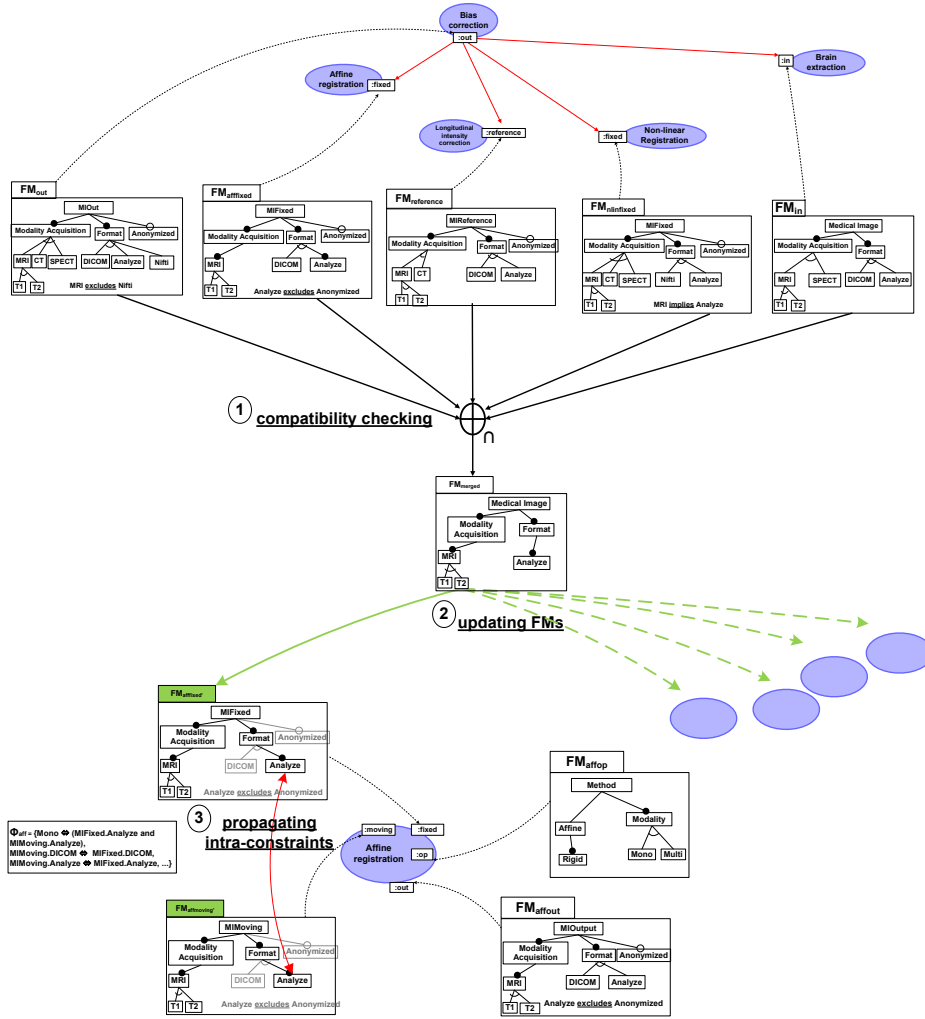 Bias
correction
:out
:in
Brain
extraction
Affine
registration
:fixed
Longitudinal
intensity
correction
:reference
:fixed
Non-linear
Registration
FMout
MIOut
Modality Acquisition
Format
Anonymized
MRI
CT
SPECT
DICOM
Analyze
Nifti
T1
T2
MRI excludes Nifti
FMafffixed
MIFixed
Modality Acquisition
Format
Anonymized
MRI
DICOM
Analyze
T1
T2
Analyze excludes Anonymized
FMreference
MIReference
Modality Acquisition
Format
Anonymized
MRI
CT
DICOM
Analyze
T1
T2
FMnlinfixed
MIFixed
Modality Acquisition
Format
Anonymized
MRI
CT
SPECT
Nifti
Analyze
T1
T2
MRI implies Analyze
FMin
Medical Image
Modality Acquisition
Format
MRI
SPECT
DICOM
Analyze
T1
T2
1 compatibility checking
∩
FMmerged
Medical Image
Modality
Acquisition
Format
MRI
Analyze
T1
T2
2 updating FMs
FMafffixed'
MIFixed
Modality
Acquisition
Format
Anonymized
MRI
DICOM
Analyze
T1
T2
Analyze excludes Anonymized
3 propagating
intra-constraints
Φaff = {Mono ⇔ (MIFixed.Analyze and
MIMoving.Analyze),
MIMoving.DICOM ⇔ MIFixed.DICOM,
MIMoving.Analyze ⇔ MIFixed.Analyze, ...}
:moving
:fixed
Affine
registration
:op
:out
FMaffop
Method
Affine
Modality
Rigid
Mono
Multi
FMaffmoving'
MIMoving
Modality
Acquisition
Format
Anonymized
MRI
DICOM
Analyze
T1
T2
Analyze excludes Anonymized
FMaffout
MIOutput
Modality
Acquisition
Format
Anonymized
MRI
DICOM
Analyze
T1
T2
Analyze excludes Anonymized